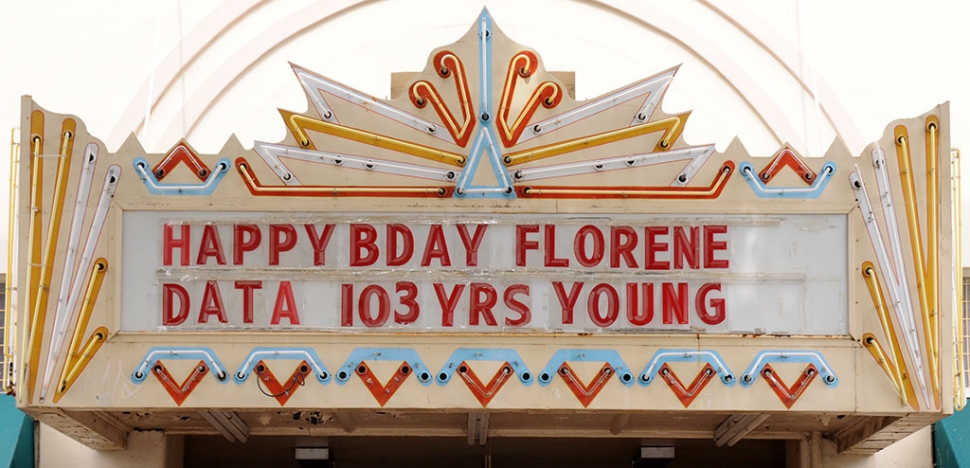 HAPPY BDAY FLORENE
DATA 103 YRS YOUNG